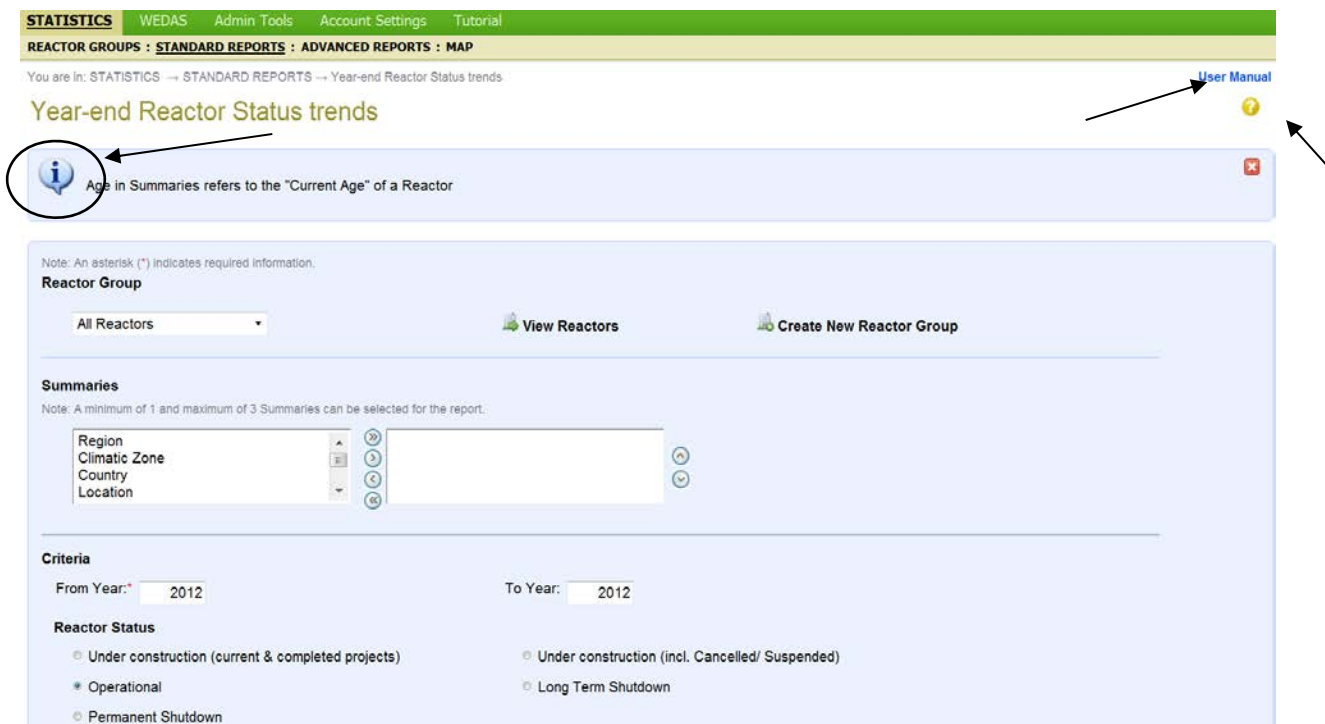 STATISTICS WEDAS Admin Tools Account Settings Tutorial
REACTOR GROUPS : STANDARD REPORTS : ADVANCED REPORTS : MAP
You are in: STATISTICS → STANDARD REPORTS → Year-end Reactor Status trends User Manual
Year-end Reactor Status trends ?
i
Age in Summaries refers to the "Current Age" of a Reactor
Note: An asterisk (*) indicates required information.
Reactor Group
All Reactors View Reactors Create New Reactor Group
Summaries
Note: A minimum of 1 and maximum of 3 Summaries can be selected for the report.
Region
Climatic Zone
Country
Location
Criteria
From Year:* 2012 To Year: 2012
Reactor Status
Under construction (current & completed projects) Under construction (incl. Cancelled/ Suspended)
Operational Long Term Shutdown
Permanent Shutdown